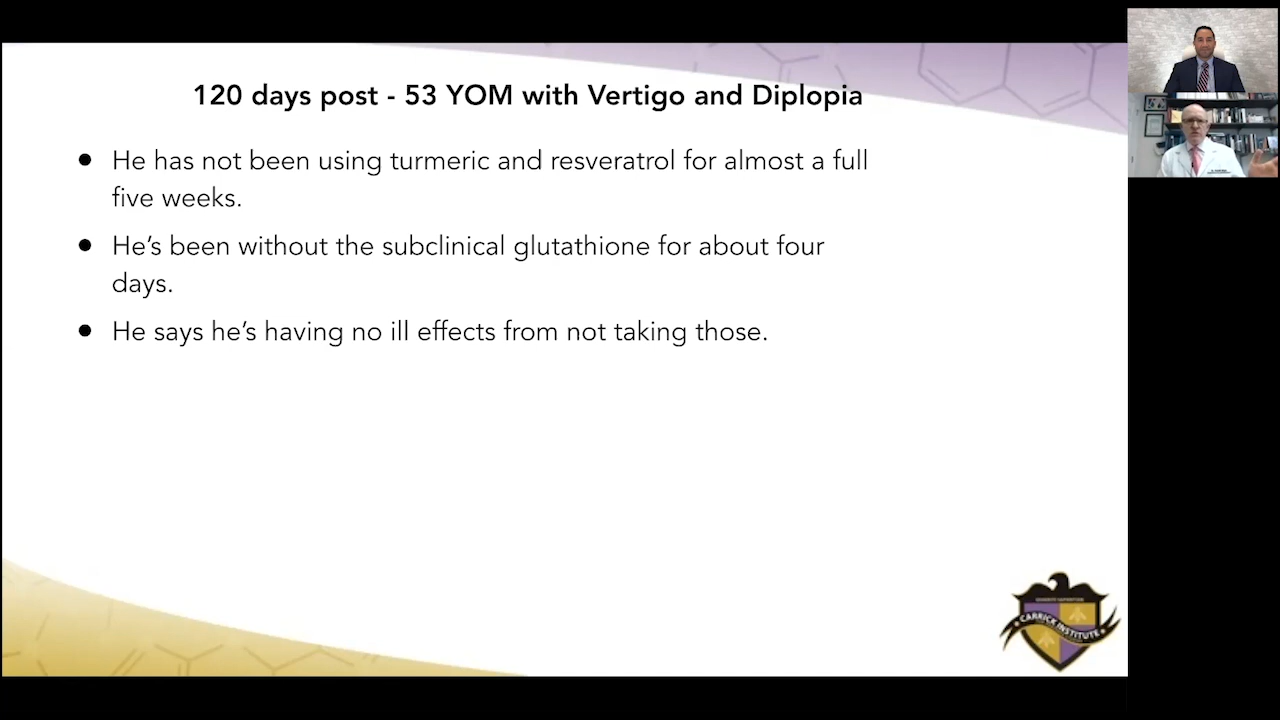 120 days post - 53 YOM with Vertigo and Diplopia
● He has not been using turmeric and resveratrol for almost a full
five weeks.
● He’s been without the subclinical glutathione for about four
days.
● He says he’s having no ill effects from not taking those.
CARRICK INSTITUTE